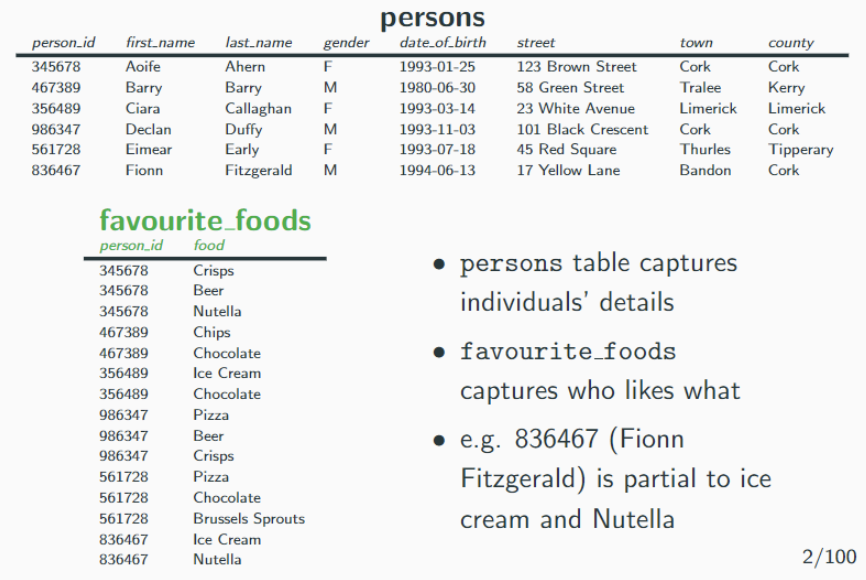 persons
person_id first_name last_name gender date_of_birth street town county
345678 Aoife Ahern F 1993-01-25 123 Brown Street Cork Cork
467389 Barry Barry M 1980-06-30 58 Green Street Tralee Kerry
356489 Ciara Callaghan F 1993-03-14 23 White Avenue Limerick Limerick
986347 Declan Duffy M 1993-11-03 101 Black Crescent Cork Cork
561728 Eimear Early F 1993-07-18 45 Red Square Thurles Tipperary
836467 Fionn Fitzgerald M 1994-06-13 17 Yellow Lane Bandon Cork
favourite_foods
person_id food
345678 Crisps
345678 Beer
345678 Nutella
467389 Chips
467389 Chocolate
356489 Ice Cream
356489 Chocolate
986347 Pizza
986347 Beer
986347 Crisps
561728 Pizza
561728 Chocolate
561728 Brussels Sprouts
836467 Ice Cream
836467 Nutella
• persons table captures
individuals’ details
• favourite_foods
captures who likes what
• e.g. 836467 (Fionn
Fitzgerald) is partial to ice
cream and Nutella
2/100